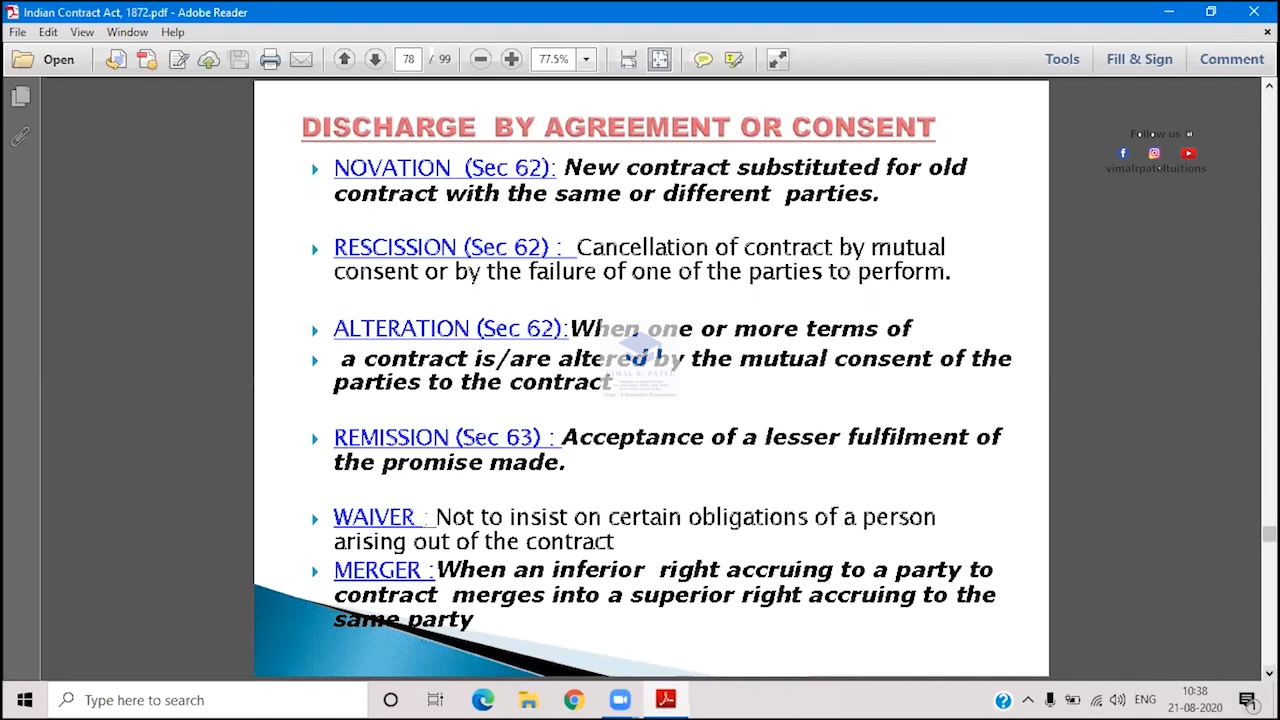 Indian Contract Act, 1872.pdf - Adobe Reader
File Edit View Window Help
Open 78 / 99 77.5% Tools Fill & Sign Comment
DISCHARGE BY AGREEMENT OR CONSENT
Follow us
vimalrpateltuitions
NOVATION (Sec 62): New contract substituted for old
contract with the same or different parties.
RESCISSION (Sec 62) : Cancellation of contract by mutual
consent or by the failure of one of the parties to perform.
ALTERATION (Sec 62):When one or more terms of
a contract is/are altered by the mutual consent of the
parties to the contract
VIMAL R. PATEL
REMISSION (Sec 63) : Acceptance of a lesser fulfilment of
the promise made.
WAIVER : Not to insist on certain obligations of a person
arising out of the contract
MERGER :When an inferior right accruing to a party to
contract merges into a superior right accruing to the
same party
Type here to search
ENG
10:38
21-08-2020
1